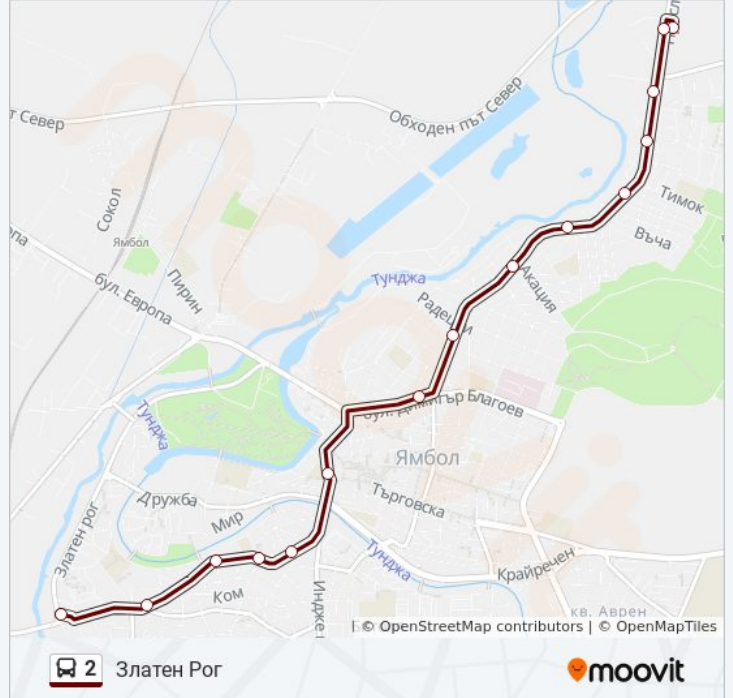 т Север
Обходен път Север
Сокол
Тимок
Въча
Ямбол
Пирин
Тунджа
Акация
бул. Европа
Радецки
бул. Димитър Благоев
Тунджа
Ямбол
Дружба
Търговска
Мир
Златен рог
Тунджа
Крайречен
Ком
Индже
кв. Аврен
| © OpenStreetMap contributors | © OpenMapTiles
2 Златен Рог
moovit